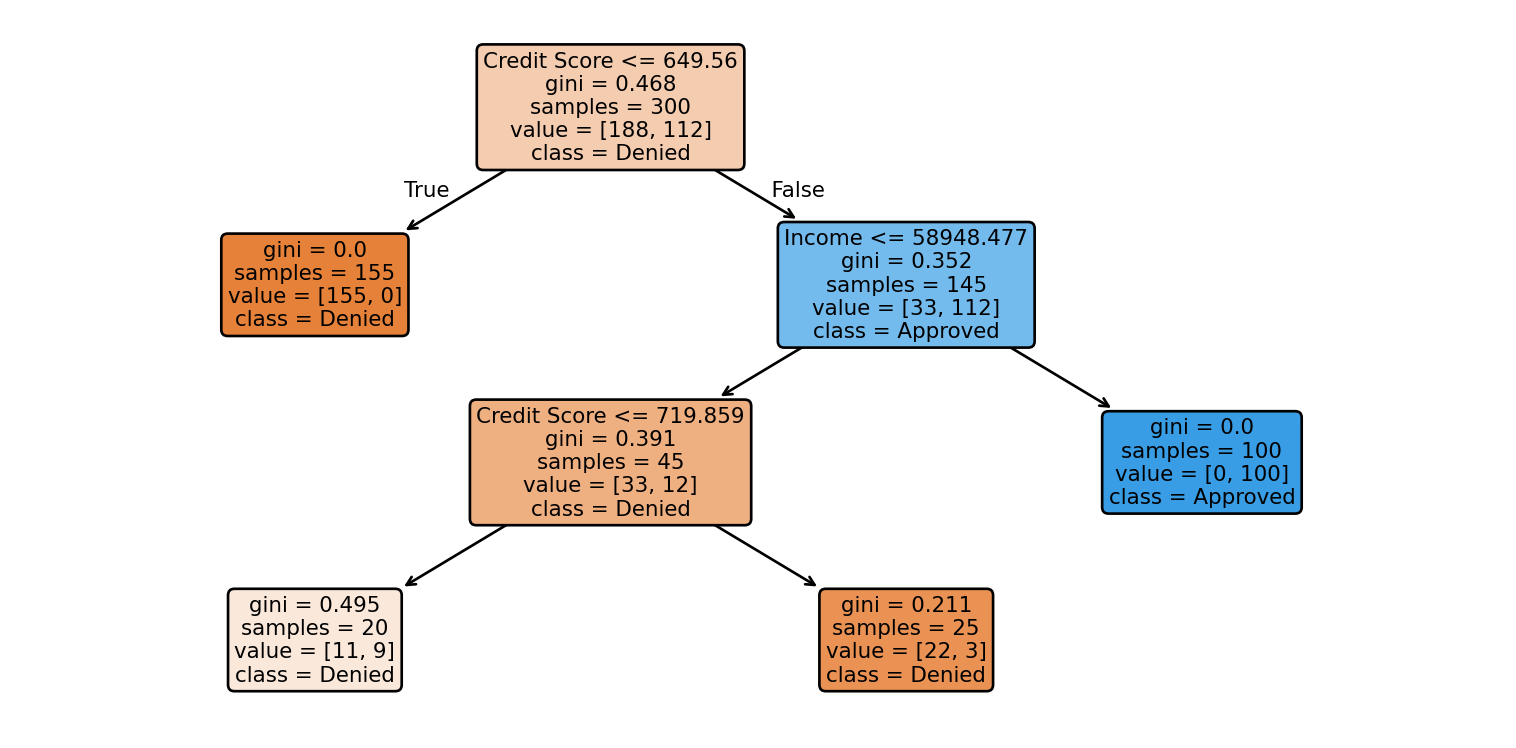 Credit Score <= 649.56
gini = 0.468
samples = 300
value = [188, 112]
class = Denied
True
False
gini = 0.0
samples = 155
value = [155, 0]
class = Denied
Income <= 58948.477
gini = 0.352
samples = 145
value = [33, 112]
class = Approved
Credit Score <= 719.859
gini = 0.391
samples = 45
value = [33, 12]
class = Denied
gini = 0.0
samples = 100
value = [0, 100]
class = Approved
gini = 0.495
samples = 20
value = [11, 9]
class = Denied
gini = 0.211
samples = 25
value = [22, 3]
class = Denied